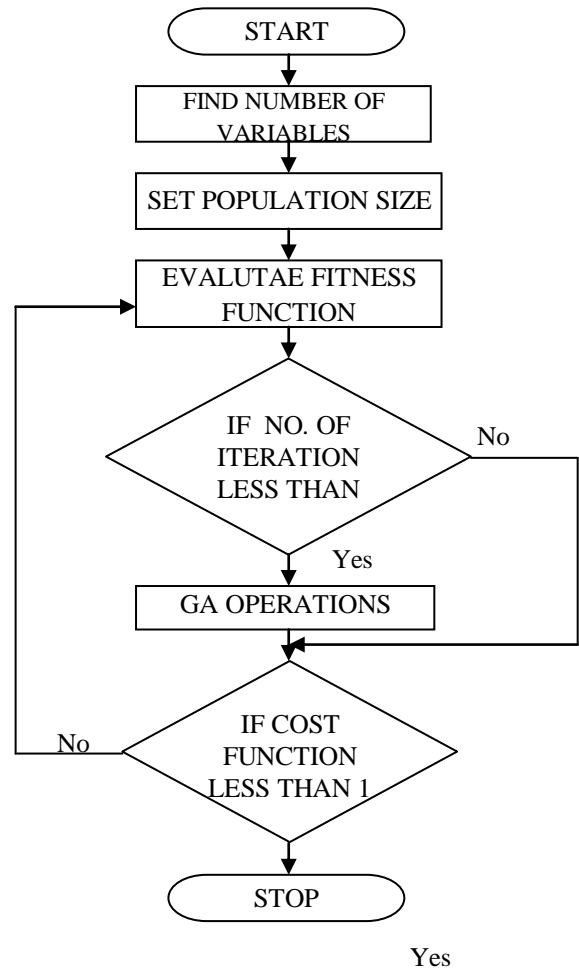 START
FIND NUMBER OF
VARIABLES
SET POPULATION SIZE
EVALUTAE FITNESS
FUNCTION
IF NO. OF
ITERATION
LESS THAN
No
Yes
GA OPERATIONS
IF COST
FUNCTION
LESS THAN 1
No
STOP
Yes